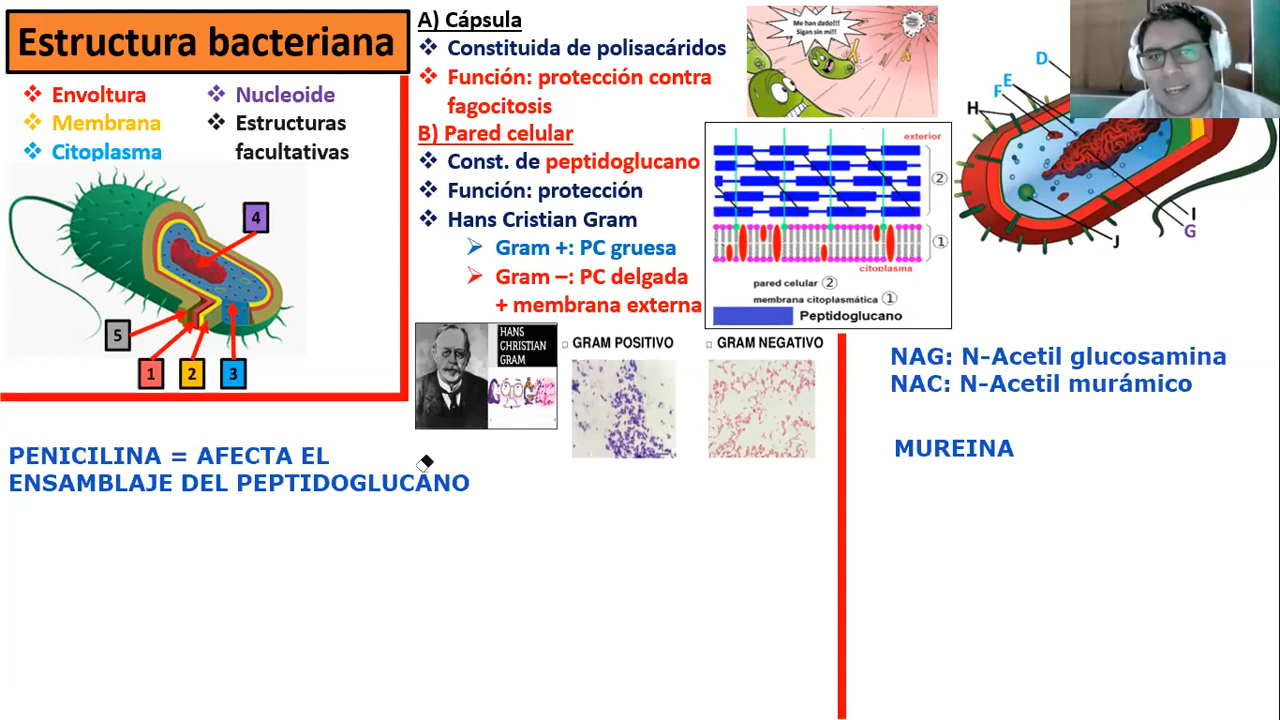 Estructura bacteriana
❖ Envoltura
❖ Membrana
❖ Citoplasma
❖ Nucleoide
❖ Estructuras
facultativas
4
5
1
2
3
A) Cápsula
❖ Constituida de polisacáridos
❖ Función: protección contra
fagocitosis
B) Pared celular
❖ Const. de peptidoglucano
❖ Función: protección
❖ Hans Cristian Gram
➢ Gram +: PC gruesa
➢ Gram –: PC delgada
+ membrana externa
Me han dado!!!
Sigan sin mi!!
exterior
②
①
citoplasma
pared celular ②
membrana citoplasmática ①
Peptidoglucano
D
E
F
H
I
G
J
HANS
CHRISTIAN
GRAM
GRAM POSITIVO
GRAM NEGATIVO
NAG: N-Acetil glucosamina
NAC: N-Acetil murámico
MUREINA
PENICILINA = AFECTA EL
ENSAMBLAJE DEL PEPTIDOGLUCANO